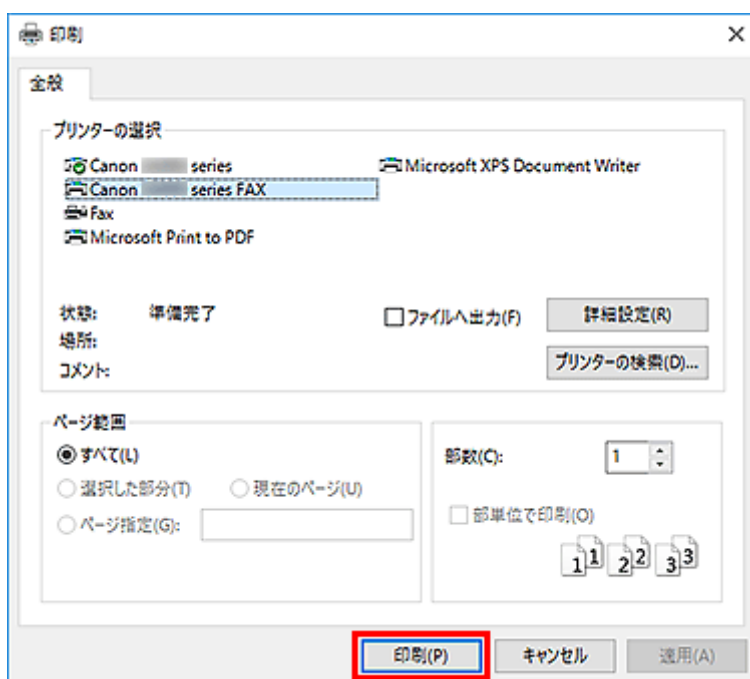 印刷
全般
プリンターの選択
Canon series
Microsoft XPS Document Writer
Canon series FAX
Fax
Microsoft Print to PDF
状態: 準備完了
ファイルへ出力(F)
詳細設定(R)
場所:
プリンターの検索(D)...
コメント:
ページ範囲
すべて(L)
部数(C): 1
選択した部分(T) 現在のページ(U)
部単位で印刷(O)
ページ指定(G):
1 1 2 2 3 3
印刷(P) キャンセル 適用(A)